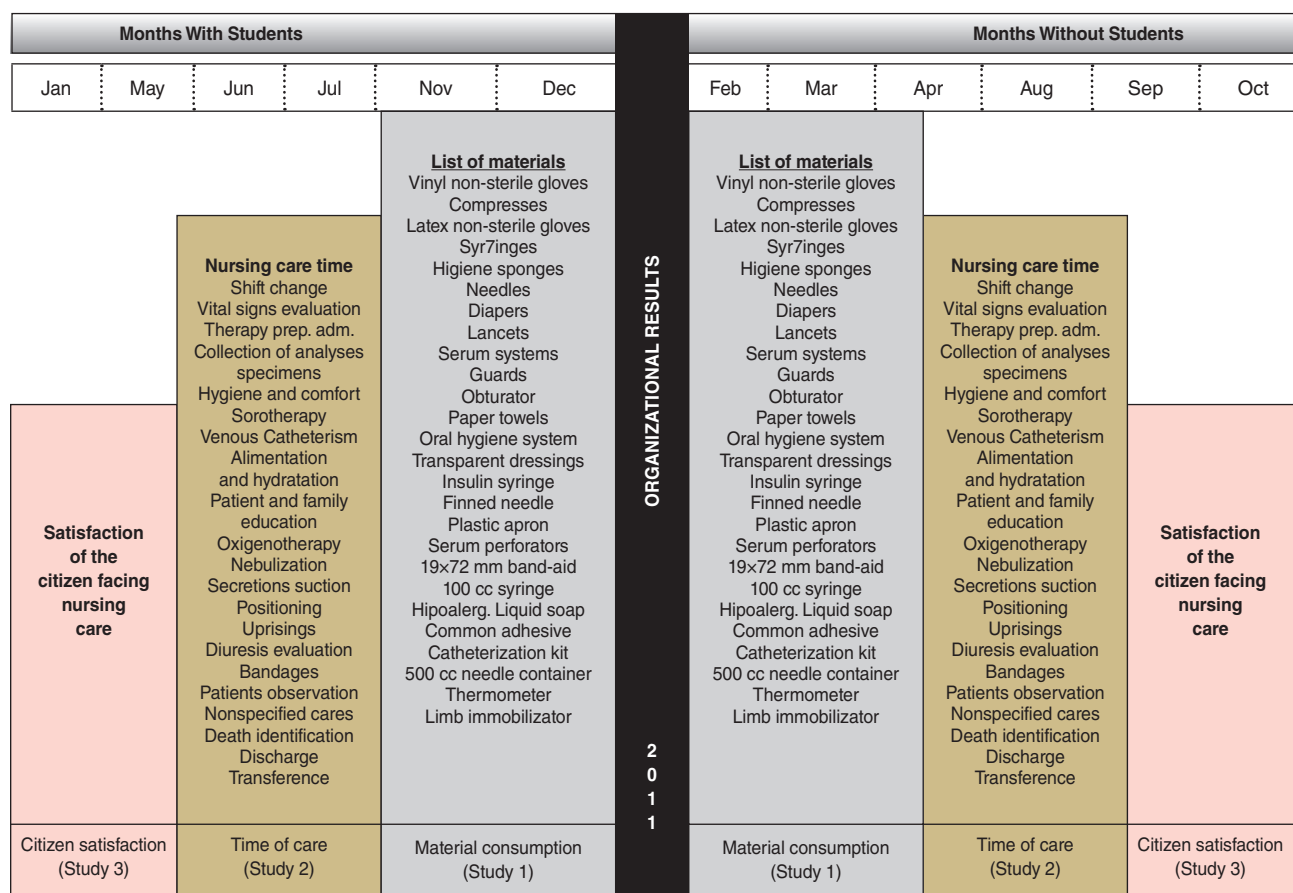 Months With Students
Months Without Students
Jan May Jun Jul Nov Dec
Feb Mar Apr Aug Sep Oct
Satisfaction
of the
citizen facing
nursing
care
Nursing care time
Shift change
Vital signs evaluation
Therapy prep. adm.
Collection of analyses
specimens
Hygiene and comfort
Sorotherapy
Venous Catheterism
Alimentation
and hydratation
Patient and family
education
Oxigenotherapy
Nebulization
Secretions suction
Positioning
Uprisings
Diuresis evaluation
Bandages
Patients observation
Nonspecified cares
Death identification
Discharge
Transference
List of materials
Vinyl non-sterile gloves
Compresses
Latex non-sterile gloves
Syr7inges
Higiene sponges
Needles
Diapers
Lancets
Serum systems
Guards
Obturator
Paper towels
Oral hygiene system
Transparent dressings
Insulin syringe
Finned needle
Plastic apron
Serum perforators
19×72 mm band-aid
100 cc syringe
Hipoalerg. Liquid soap
Common adhesive
Catheterization kit
500 cc needle container
Thermometer
Limb immobilizator
ORGANIZATIONAL RESULTS
2
0
1
1
List of materials
Vinyl non-sterile gloves
Compresses
Latex non-sterile gloves
Syr7inges
Higiene sponges
Needles
Diapers
Lancets
Serum systems
Guards
Obturator
Paper towels
Oral hygiene system
Transparent dressings
Insulin syringe
Finned needle
Plastic apron
Serum perforators
19×72 mm band-aid
100 cc syringe
Hipoalerg. Liquid soap
Common adhesive
Catheterization kit
500 cc needle container
Thermometer
Limb immobilizator
Nursing care time
Shift change
Vital signs evaluation
Therapy prep. adm.
Collection of analyses
specimens
Hygiene and comfort
Sorotherapy
Venous Catheterism
Alimentation
and hydratation
Patient and family
education
Oxigenotherapy
Nebulization
Secretions suction
Positioning
Uprisings
Diuresis evaluation
Bandages
Patients observation
Nonspecified cares
Death identification
Discharge
Transference
Satisfaction
of the
citizen facing
nursing
care
Citizen satisfaction
(Study 3)
Time of care
(Study 2)
Material consumption
(Study 1)
Material consumption
(Study 1)
Time of care
(Study 2)
Citizen satisfaction
(Study 3)